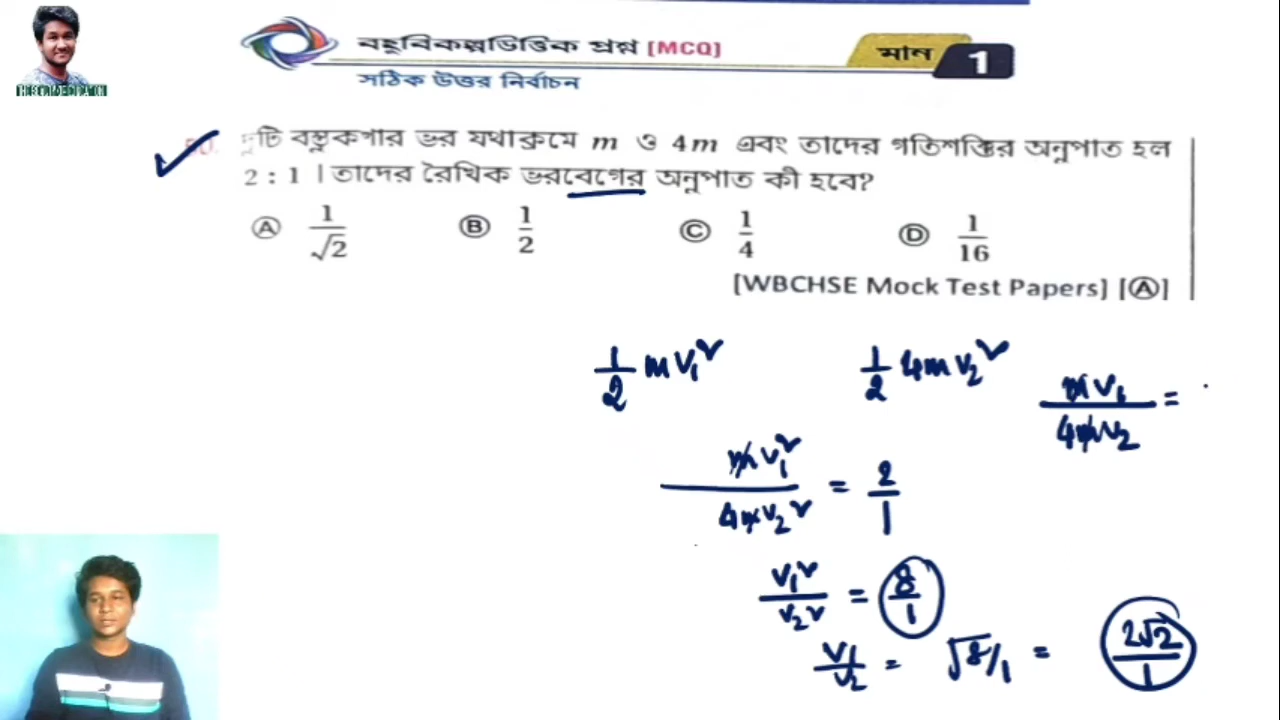 বহুবিকল্পভিত্তিক প্রশ্ন [MCQ]
মান 1
সঠিক উত্তর নির্বাচন
দুটি বস্তুকণার ভর যথাক্রমে m ও 4m এবং তাদের গতিশক্তির অনুপাত হল
2 : 1 । তাদের রৈখিক ভরবেগের অনুপাত কী হবে?
Ⓐ 1/√2 Ⓑ 1/2 Ⓒ 1/4 Ⓓ 1/16
[WBCHSE Mock Test Papers] [Ⓐ]
1/2 mv₁² 1/2 4mv₂² mv₁/4mv₂ =
mv₁²/4mv₂² = 2/1
v₁²/v₂² = 8/1
v₁/v₂ = √8/1 = 2√2/1